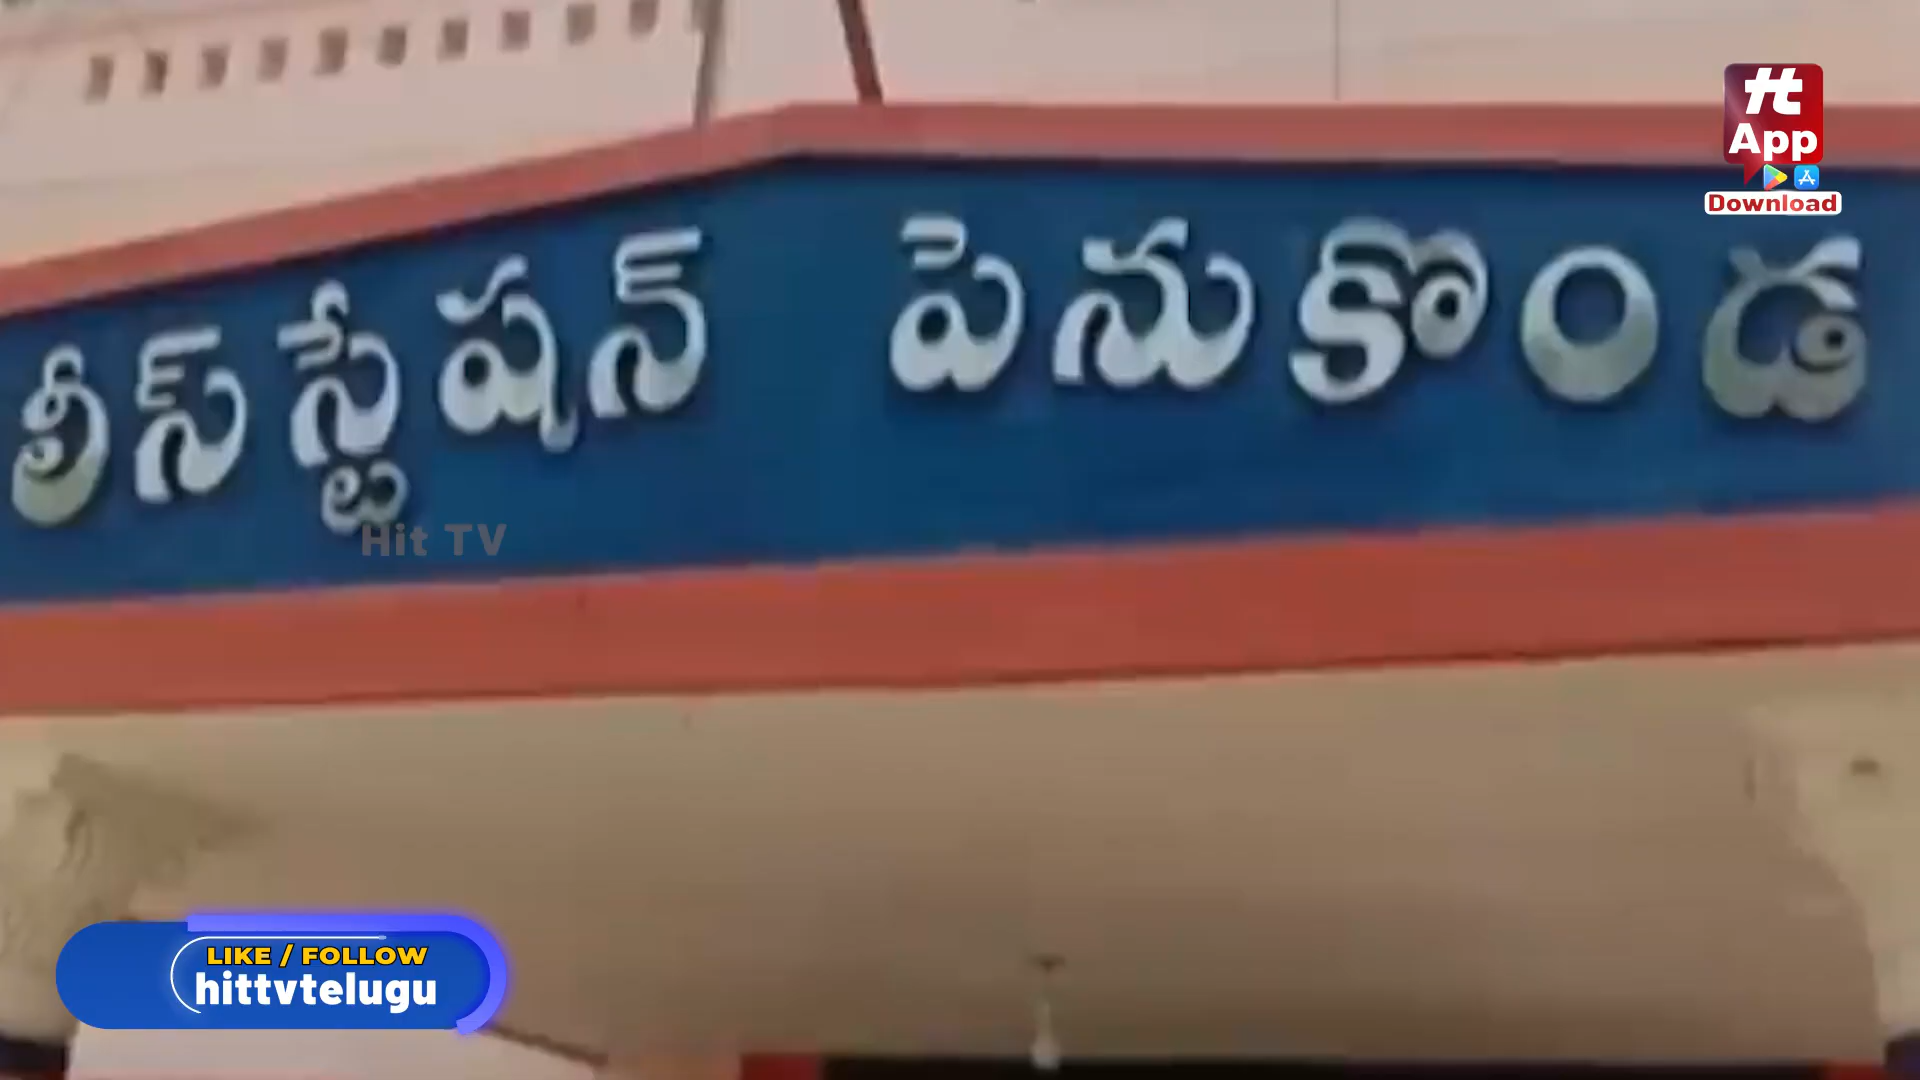 లీస్ స్టేషన్ పెనుకొండ
Hit TV
App
Download
LIKE / FOLLOW
hittvtelugu